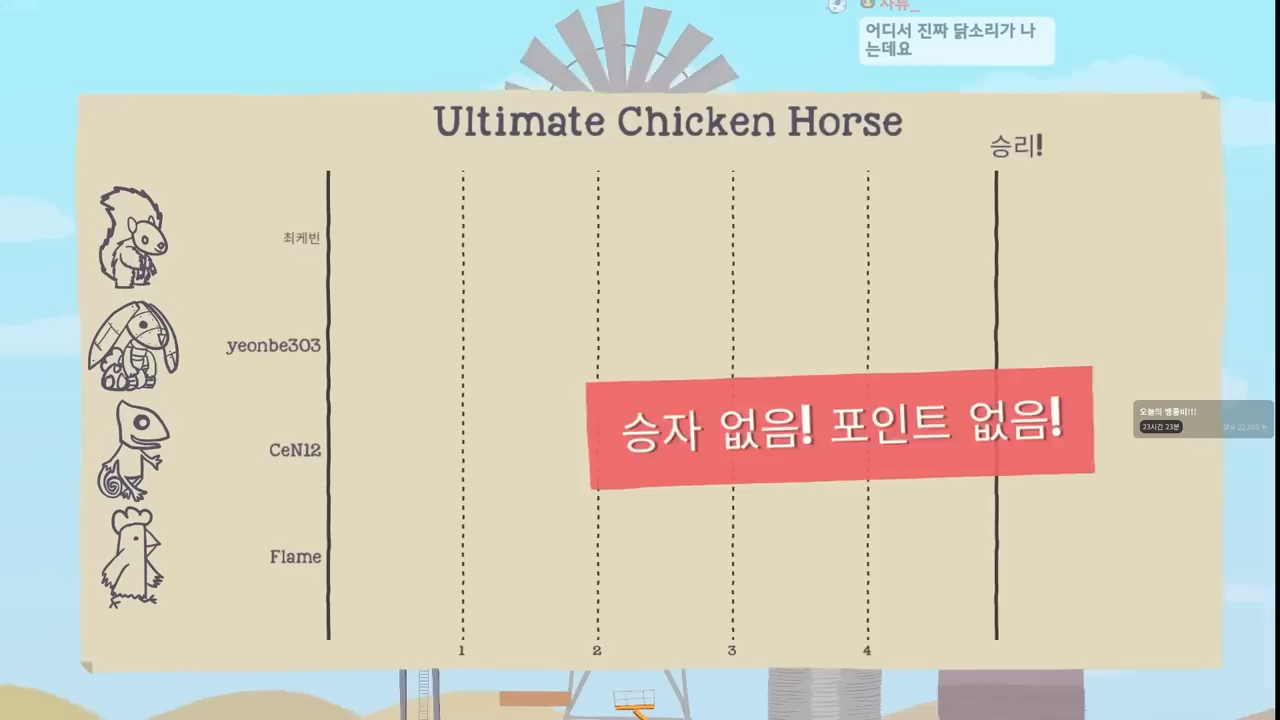 어디서 진짜 닭소리가 나
는데요
Ultimate Chicken Horse
승리!
최케빈
yeonbe303
승자 없음! 포인트 없음!
오늘의 뱅종비!!!
23시간 23분
CeN12
Flame
1 2 3 4